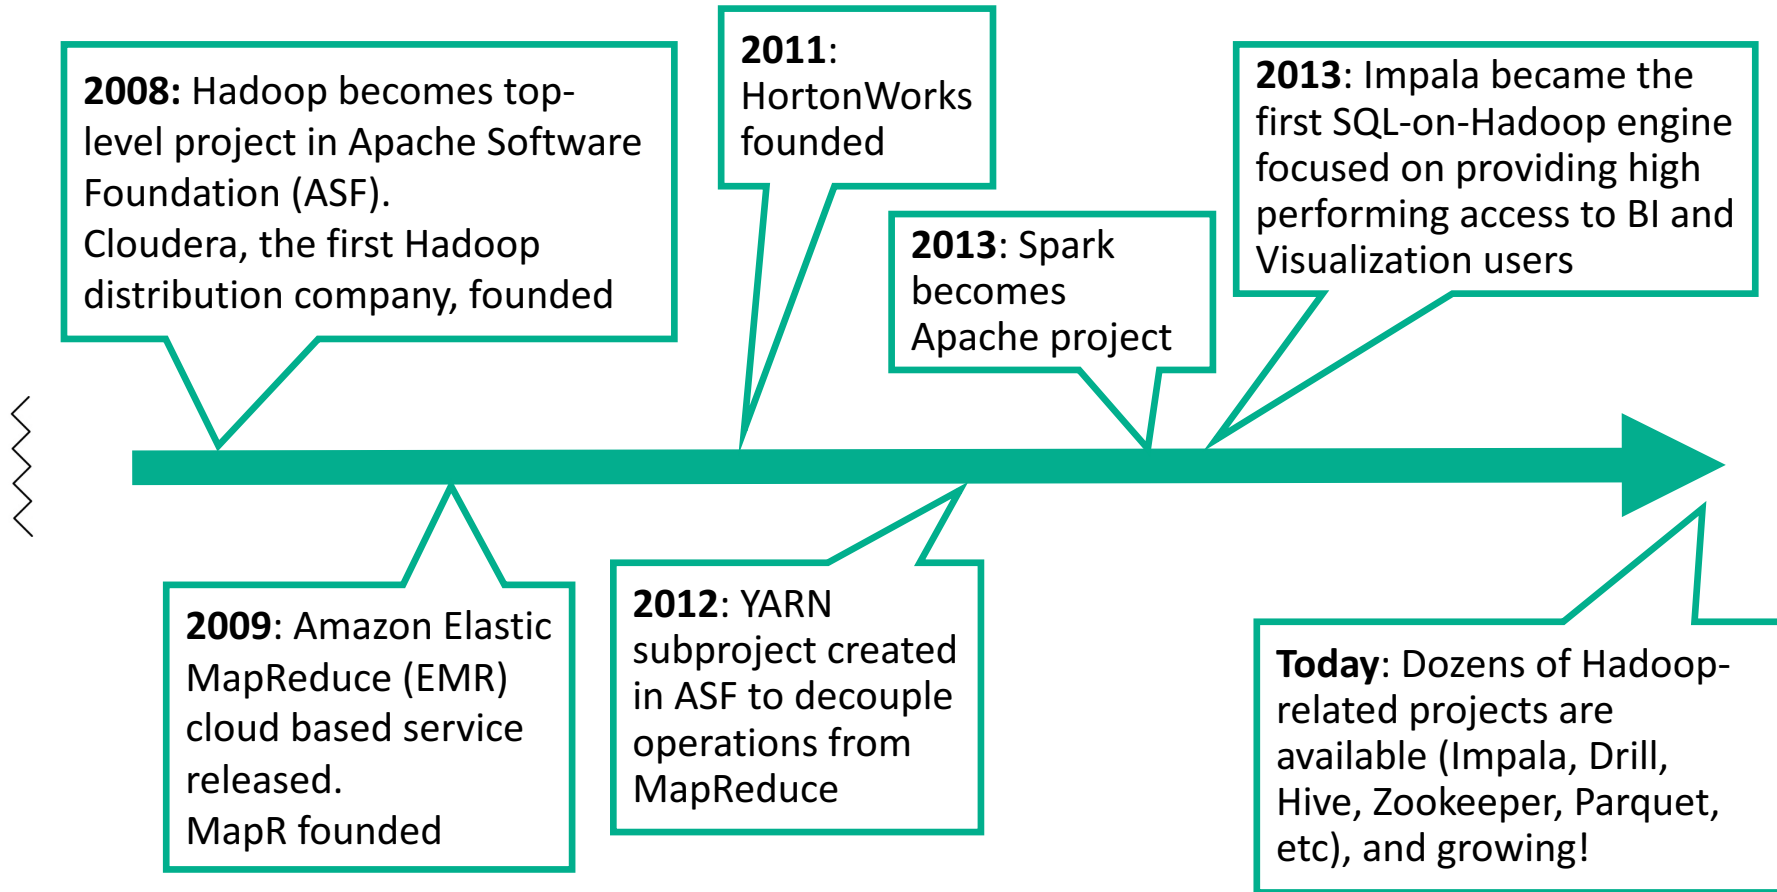 2008: Hadoop becomes top-
level project in Apache Software
Foundation (ASF).
Cloudera, the first Hadoop
distribution company, founded
2009: Amazon Elastic
MapReduce (EMR)
cloud based service
released.
MapR founded
2011:
HortonWorks
founded
2012: YARN
subproject created
in ASF to decouple
operations from
MapReduce
2013: Spark
becomes
Apache project
2013: Impala became the
first SQL-on-Hadoop engine
focused on providing high
performing access to BI and
Visualization users
Today: Dozens of Hadoop-
related projects are
available (Impala, Drill,
Hive, Zookeeper, Parquet,
etc), and growing!